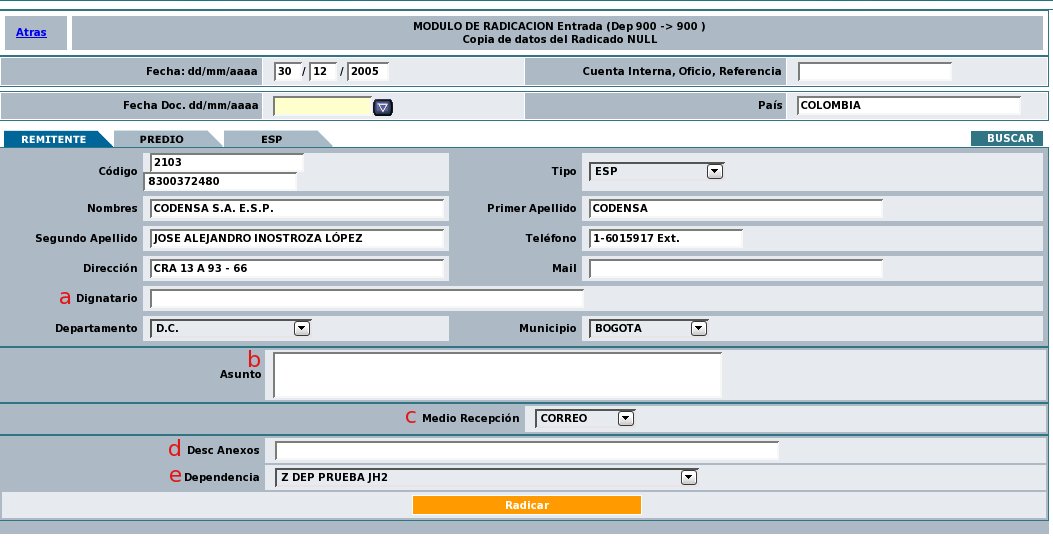 Atras
MODULO DE RADICACION Entrada (Dep 900 -> 900 )
Copia de datos del Radicado NULL
Fecha: dd/mm/aaaa 30 / 12 / 2005 Cuenta Interna, Oficio, Referencia
Fecha Doc. dd/mm/aaaa País COLOMBIA
REMITENTE PREDIO ESP BUSCAR
Código 2103
8300372480
Tipo ESP
Nombres CODENSA S.A. E.S.P. Primer Apellido CODENSA
Segundo Apellido JOSE ALEJANDRO INOSTROZA LÓPEZ Teléfono 1-6015917 Ext.
Dirección CRA 13 A 93 - 66 Mail
a Dignatario
Departamento D.C. Municipio BOGOTA
b
Asunto
c Medio Recepción CORREO
d Desc Anexos
e Dependencia Z DEP PRUEBA JH2
Radicar